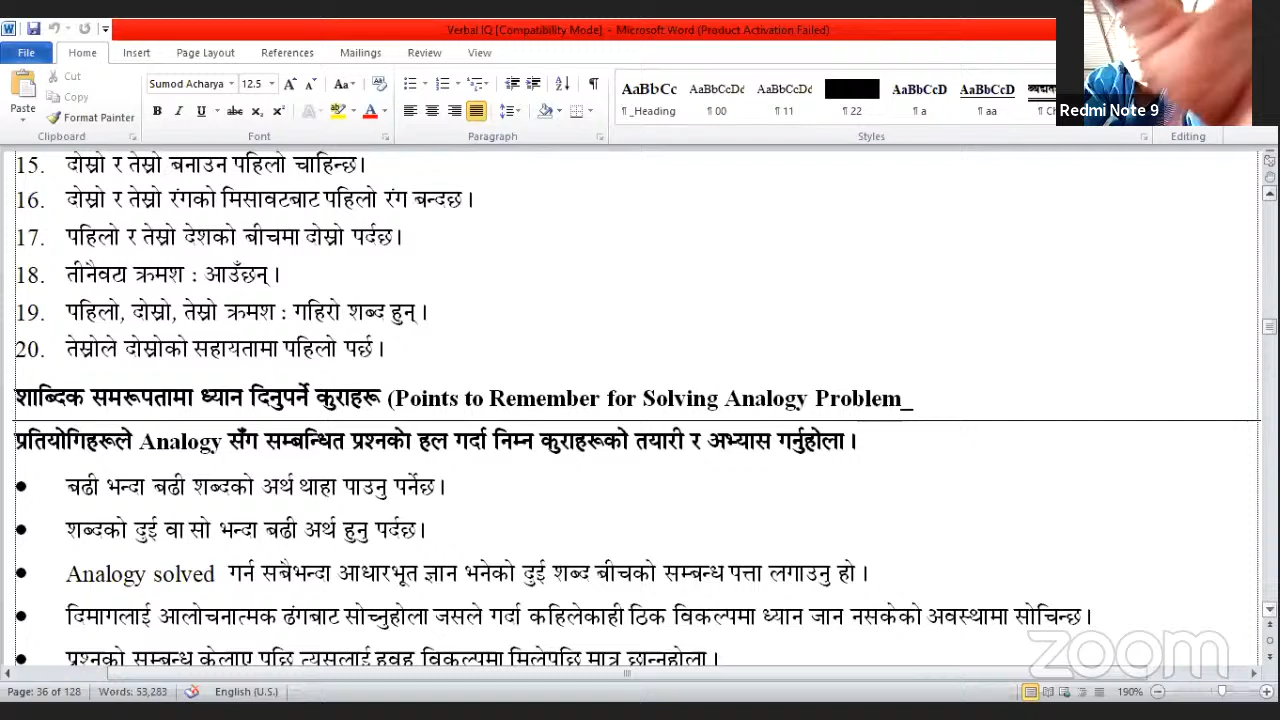 Verbal IQ [Compatibility Mode] - Microsoft Word (Product Activation Failed)
File Home Insert Page Layout References Mailings Review View
Paste Cut Copy Format Painter
Sumod Acharya 12.5
AaBbCc AaBbCcDc AaBbCcDc AaBbCcD AaBbCcD
¶_Heading ¶ 00 ¶ 11 ¶ 22 ¶ a ¶ aa
Clipboard Font Paragraph Styles Editing
Redmi Note 9
15. दोस्रो र तेस्रो बनाउन पहिलो चाहिन्छ।
16. दोस्रो र तेस्रो रंगको मिसावटबाट पहिलो रंग बन्दछ ।
17. पहिलो र तेस्रो देशको बीचमा दोस्रो पर्दछ।
18. तीनैवटा क्रमश : आउँछन् ।
19. पहिलो, दोस्रो, तेस्रो क्रमश : गहिरो शब्द हुन् ।
20. तेस्रोले दोस्रोको सहायतामा पहिलो पर्छ ।
शाब्दिक समरूपतामा ध्यान दिनुपर्ने कुराहरू (Points to Remember for Solving Analogy Problem_
प्रतियोगिहरूले Analogy सँग सम्बन्धित प्रश्नको हल गर्दा निम्न कुराहरूको तयारी र अभ्यास गर्नुहोला ।
● बढी भन्दा बढी शब्दको अर्थ थाहा पाउनु पर्नेछ ।
● शब्दको दुई वा सो भन्दा बढी अर्थ हुनु पर्दछ।
● Analogy solved गर्न सबैभन्दा आधारभूत ज्ञान भनेको दुई शब्द बीचको सम्बन्ध पत्ता लगाउनु हो ।
● दिमागलाई आलोचनात्मक ढंगबाट सोच्नुहोला जसले गर्दा कहिलेकाही ठिक विकल्पमा ध्यान जान नसकेको अवस्थामा सोचिन्छ ।
● प्रश्नको सम्बन्ध केलाए पछि त्यसलाई हुवहु विकल्पमा मिलेपछि मात्र छान्नुहोला ।
zoom
Page: 36 of 128 Words: 53,283 English (U.S.) 190%